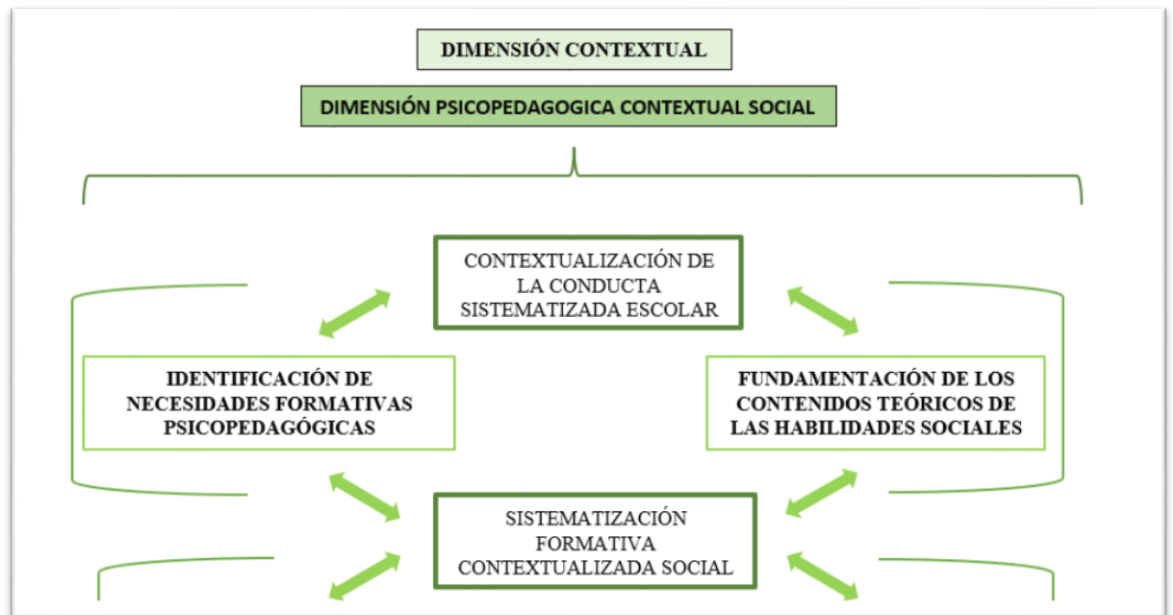 DIMENSIÓN CONTEXTUAL
DIMENSIÓN PSICOPEDAGOGICA CONTEXTUAL SOCIAL
CONTEXTUALIZACIÓN DE
LA CONDUCTA
SISTEMATIZADA ESCOLAR
IDENTIFICACIÓN DE
NECESIDADES FORMATIVAS
PSICOPEDAGÓGICAS
FUNDAMENTACIÓN DE LOS
CONTENIDOS TEÓRICOS DE
LAS HABILIDADES SOCIALES
SISTEMATIZACIÓN
FORMATIVA
CONTEXTUALIZADA SOCIAL